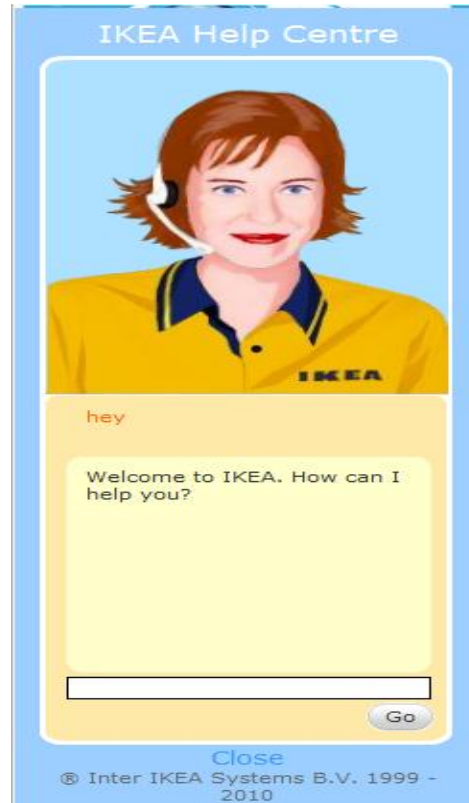 IKEA Help Centre
IKEA
hey
Welcome to IKEA. How can I
help you?
Go
Close
® Inter IKEA Systems B.V. 1999 -
2010